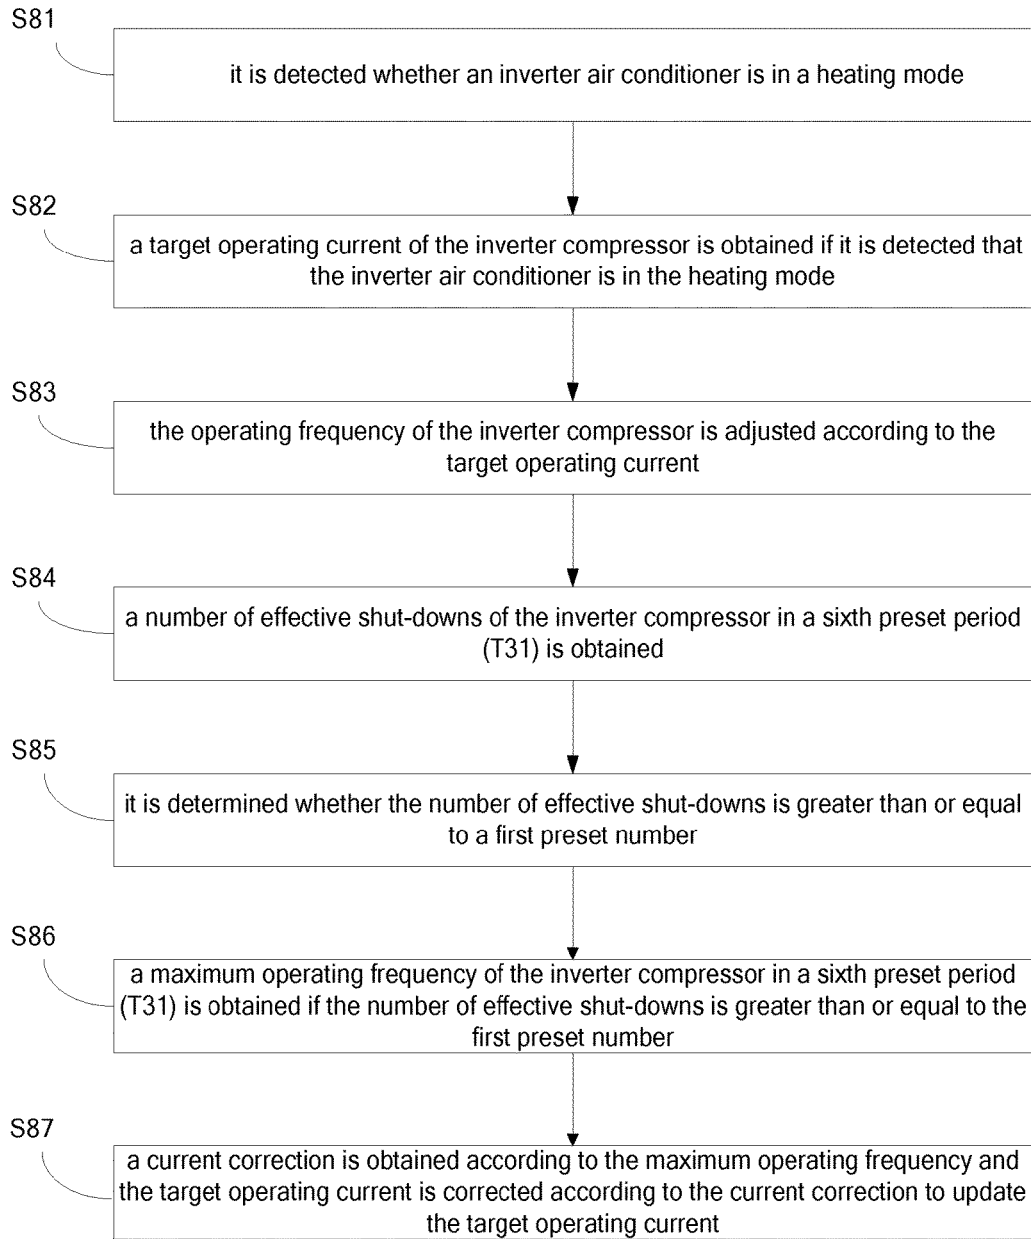 S81
it is detected whether an inverter air conditioner is in a heating mode
S82
a target operating current of the inverter compressor is obtained if it is detected that
the inverter air conditioner is in the heating mode
S83
the operating frequency of the inverter compressor is adjusted according to the
target operating current
S84
a number of effective shut-downs of the inverter compressor in a sixth preset period
(T31) is obtained
S85
it is determined whether the number of effective shut-downs is greater than or equal
to a first preset number
S86
a maximum operating frequency of the inverter compressor in a sixth preset period
(T31) is obtained if the number of effective shut-downs is greater than or equal to the
first preset number
S87
a current correction is obtained according to the maximum operating frequency and
the target operating current is corrected according to the current correction to update
the target operating current